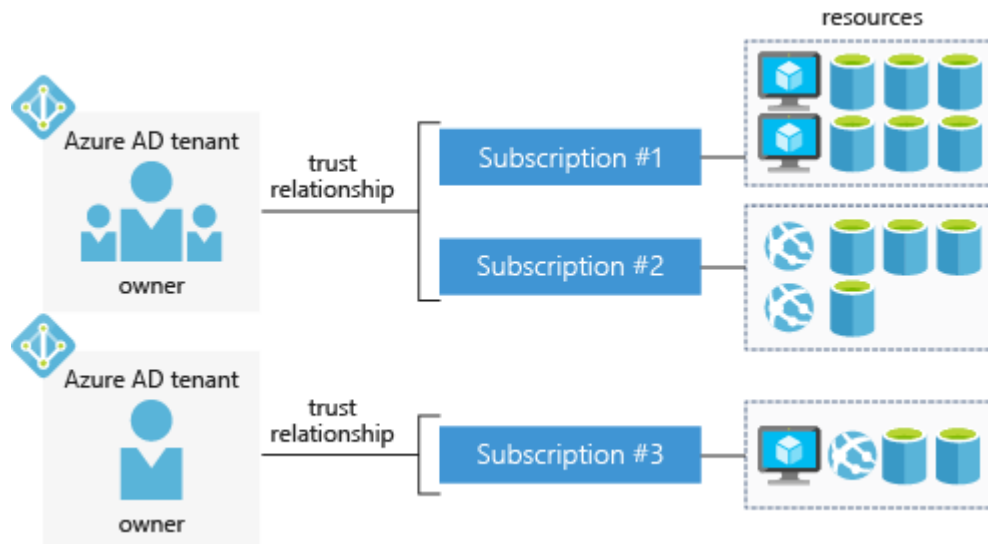 resources
Azure AD tenant
owner
trust
relationship
Subscription #1
Subscription #2
Azure AD tenant
owner
trust
relationship
Subscription #3